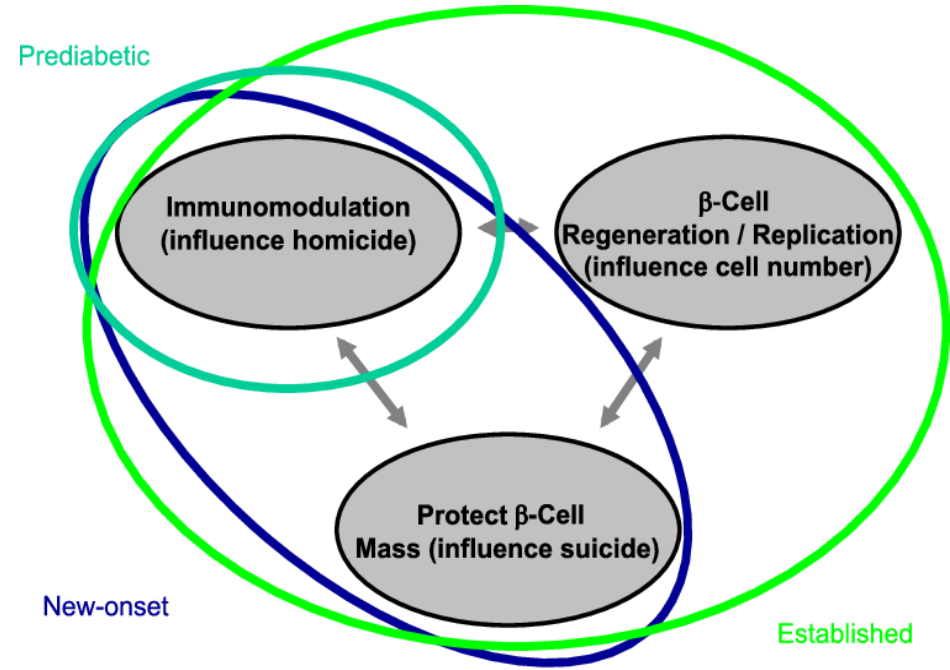 Prediabetic
Immunomodulation
(influence homicide)
β-Cell
Regeneration / Replication
(influence cell number)
Protect β-Cell
Mass (influence suicide)
New-onset
Established